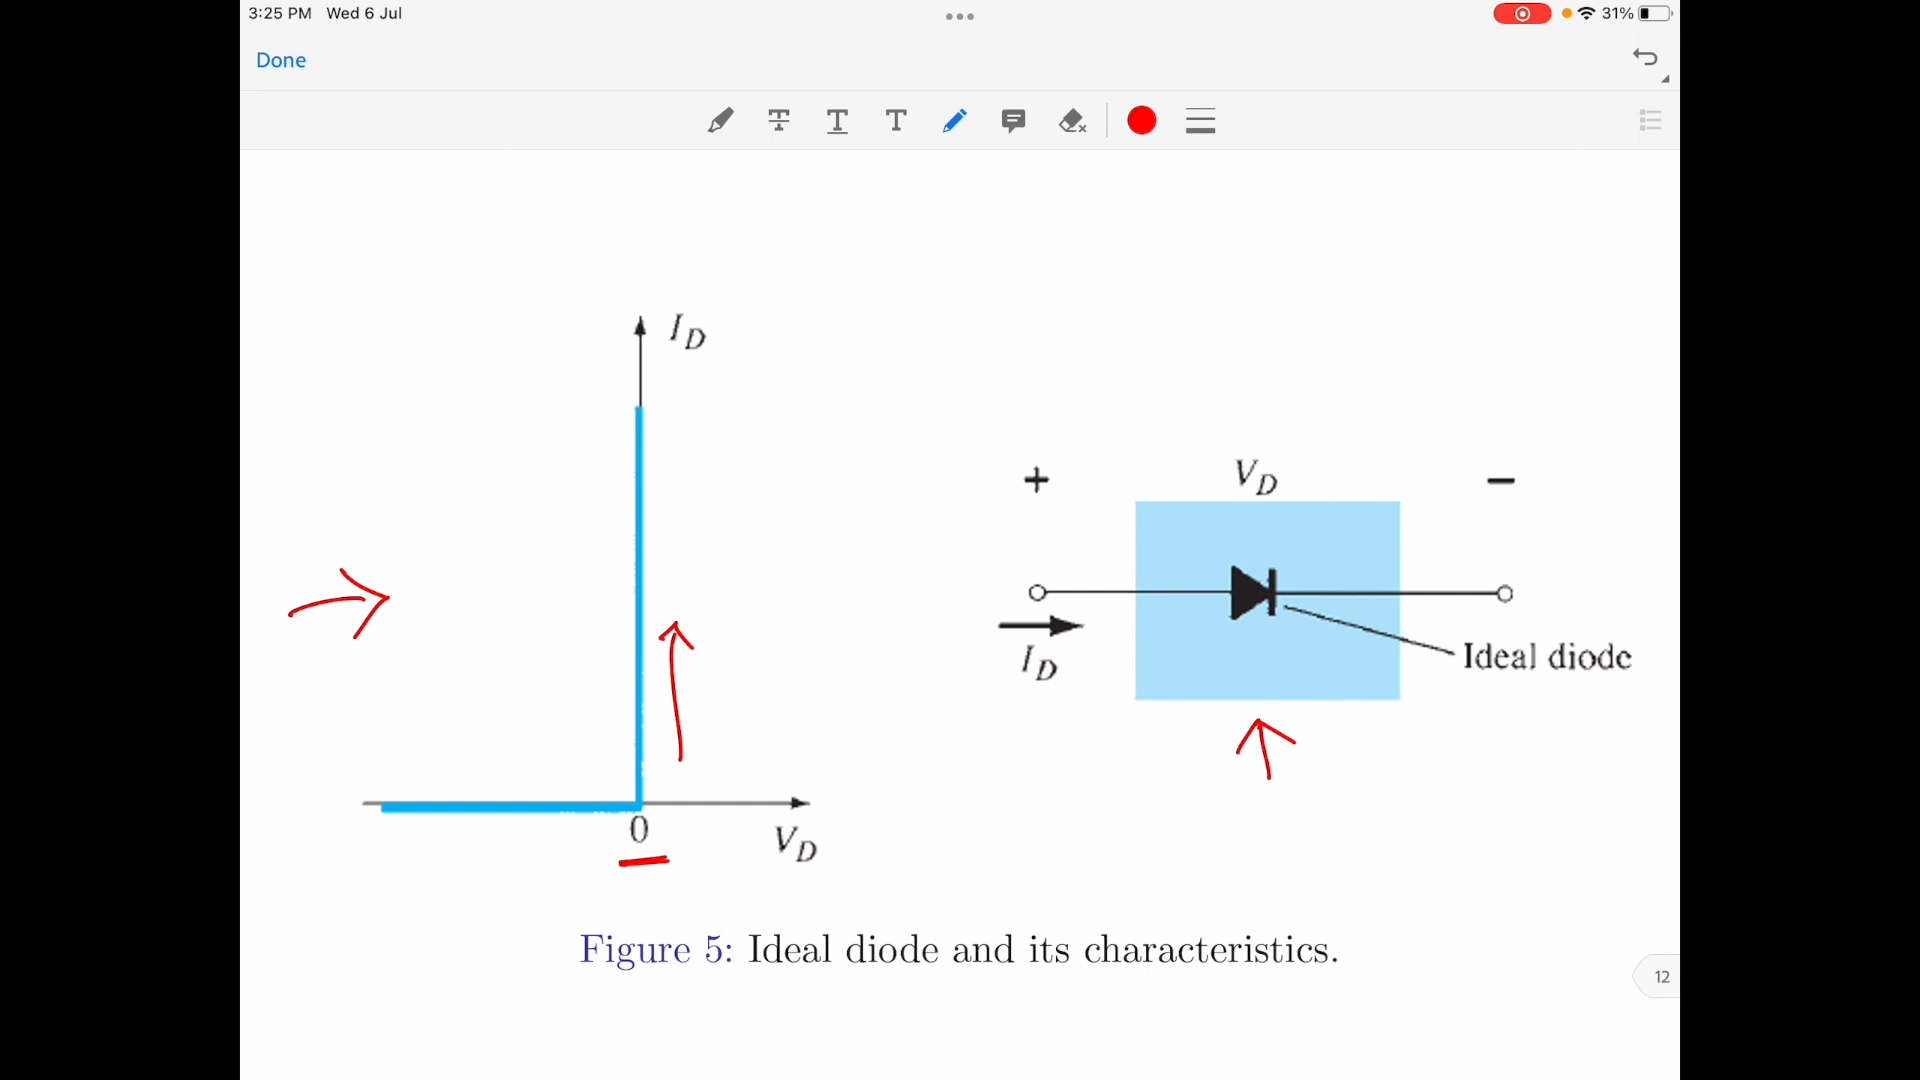 3:25 PM Wed 6 Jul
31%
Done
T T T
I_D
V_D
+ −
I_D
Ideal diode
0
V_D
Figure 5: Ideal diode and its characteristics.
12